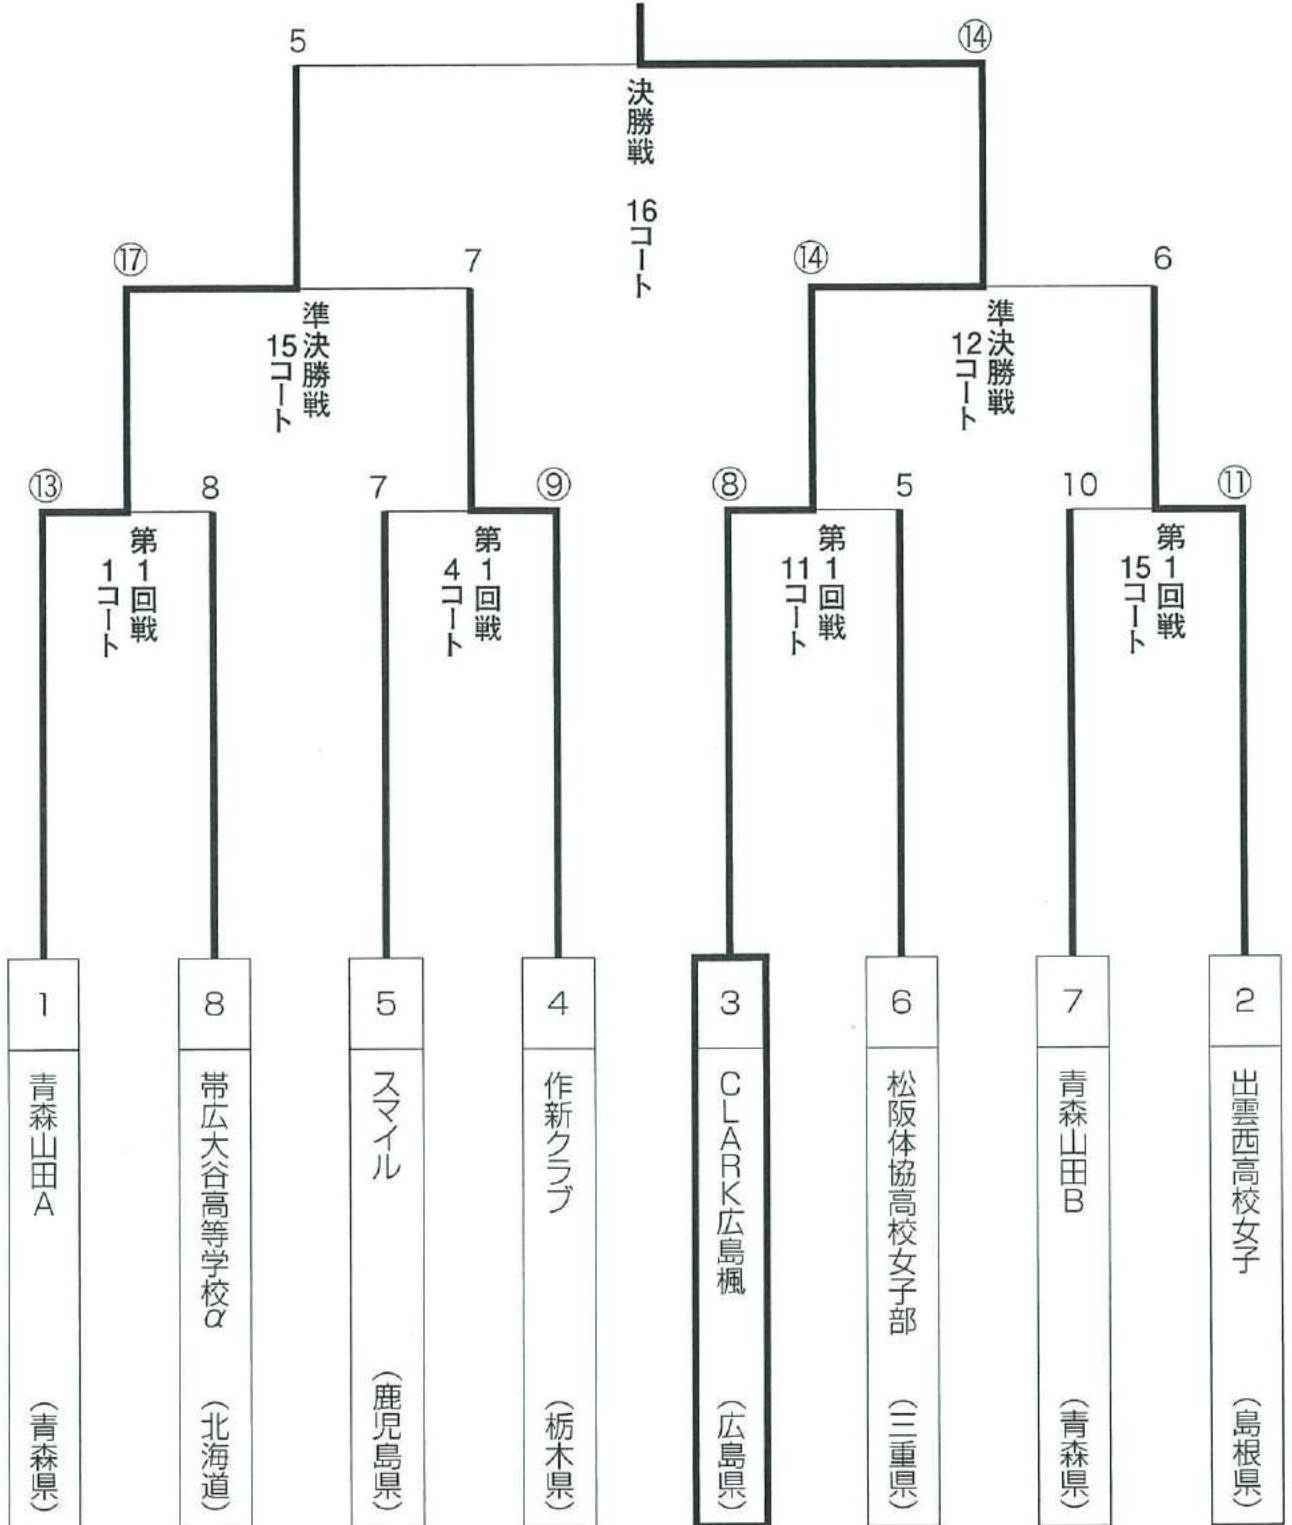 5
⑭
決勝戦　16コート
⑰
7
⑭
6
準決勝戦
15コート
準決勝戦
12コート
⑬
8
7
⑨
⑧
5
10
⑪
第1回戦
1コート
第1回戦
4コート
第1回戦
11コート
第1回戦
15コート
1
青森山田A　（青森県）
8
帯広大谷高等学校α　（北海道）
5
スマイル　（鹿児島県）
4
作新クラブ　（栃木県）
3
CLARK広島楓　（広島県）
6
松阪体協高校女子部　（三重県）
7
青森山田B　（青森県）
2
出雲西高校女子　（島根県）